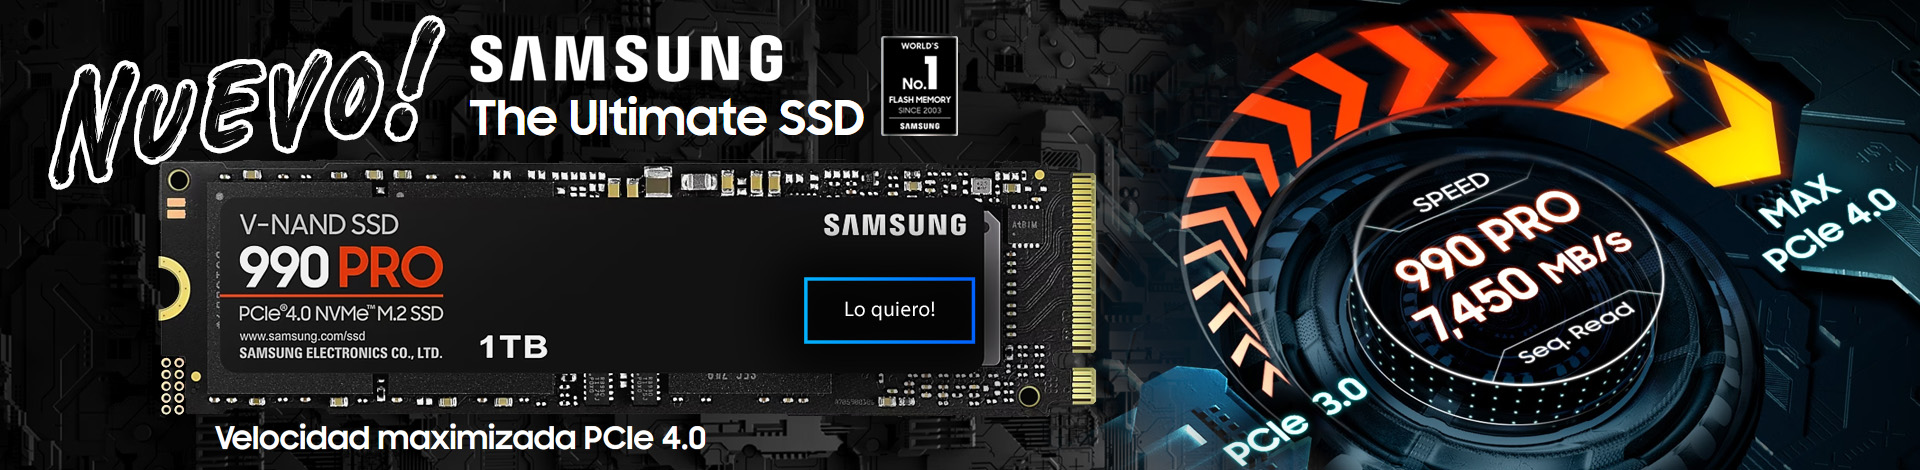 NUEVO!
SAMSUNG
The Ultimate SSD
WORLD'S
No.1
FLASH MEMORY
SINCE 2003
SAMSUNG
V-NAND SSD
990 PRO
PCIe®4.0 NVMe™ M.2 SSD
www.samsung.com/ssd
SAMSUNG ELECTRONICS CO., LTD.
1TB
SAMSUNG
Lo quiero!
Velocidad maximizada PCIe 4.0
SPEED
990 PRO
7,450 MB/s
Seq. Read
MAX
PCIe 4.0
PCIe 3.0